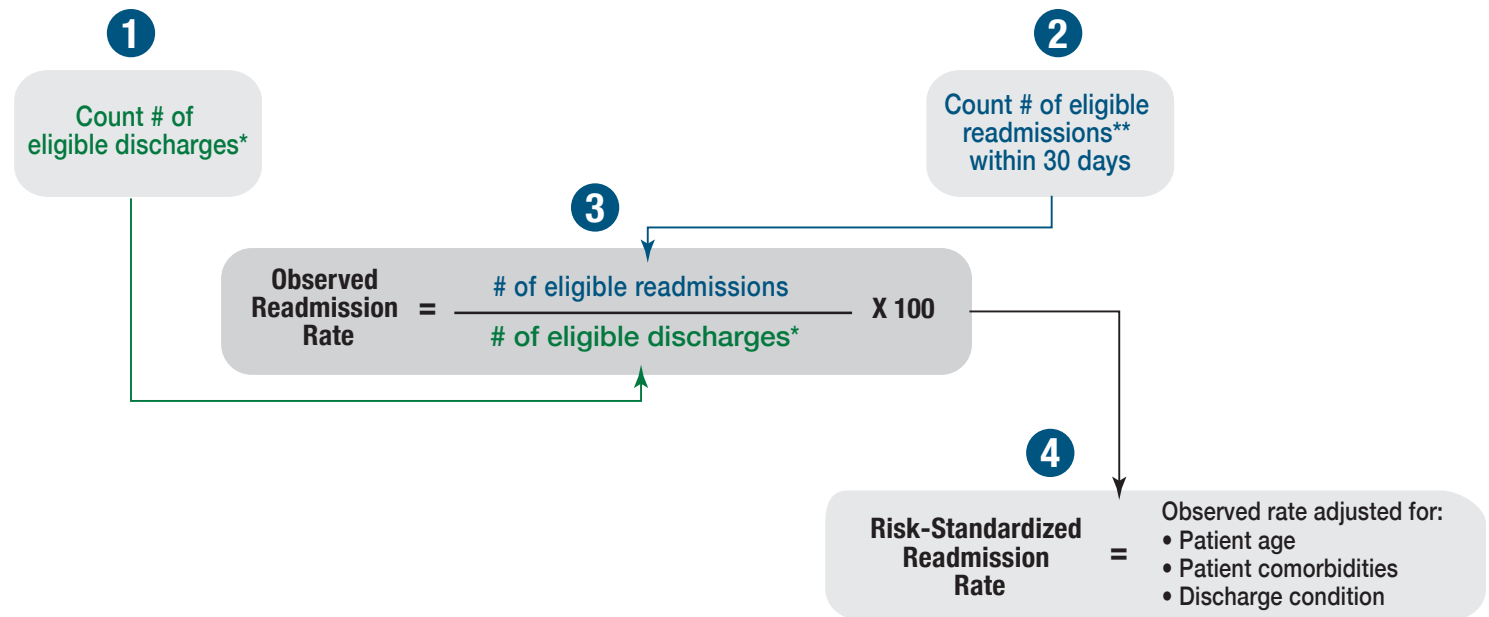 1
Count # of
eligible discharges*
2
Count # of eligible
readmissions**
within 30 days
3
Observed
Readmission
Rate
=
# of eligible readmissions
# of eligible discharges*
X 100
4
Risk-Standardized
Readmission
Rate
=
Observed rate adjusted for:
• Patient age
• Patient comorbidities
• Discharge condition